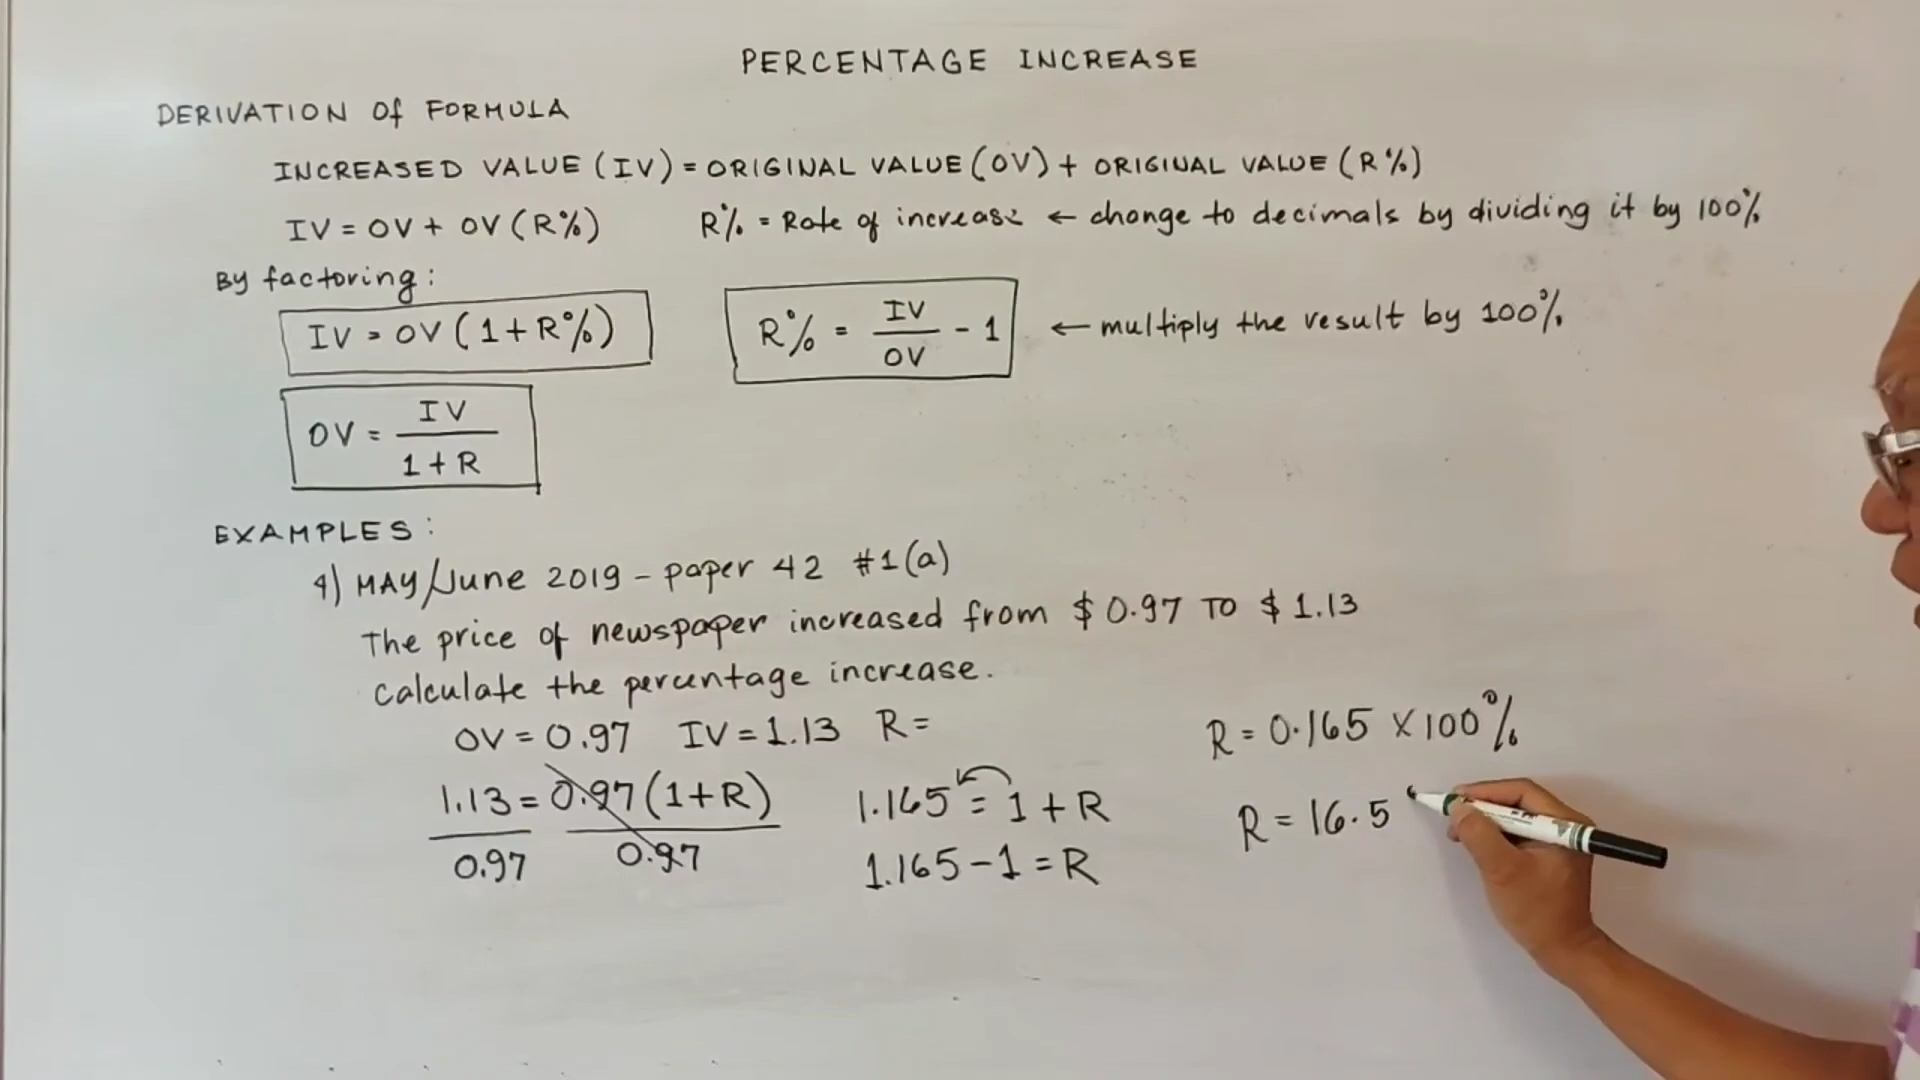 PERCENTAGE INCREASE
DERIVATION Of FORMULA
INCREASED VALUE (IV) = ORIGINAL VALUE (OV) + ORIGINAL VALUE (R%)
IV = OV + OV (R%) R% = Rate of increase ← change to decimals by dividing it by 100%
By factoring:
IV = OV (1 + R%) R% = IV/OV - 1 ← multiply the result by 100%
OV = IV/1 + R
EXAMPLES:
4) MAY/June 2019 - paper 42 #1(a)
The price of newspaper increased from $ 0.97 TO $ 1.13
calculate the percentage increase.
OV = 0.97 IV = 1.13 R =
1.13 = 0.97 (1+R)
0.97 0.97
1.165 = 1 + R
1.165 - 1 = R
R = 0.165 X 100%
R = 16.5